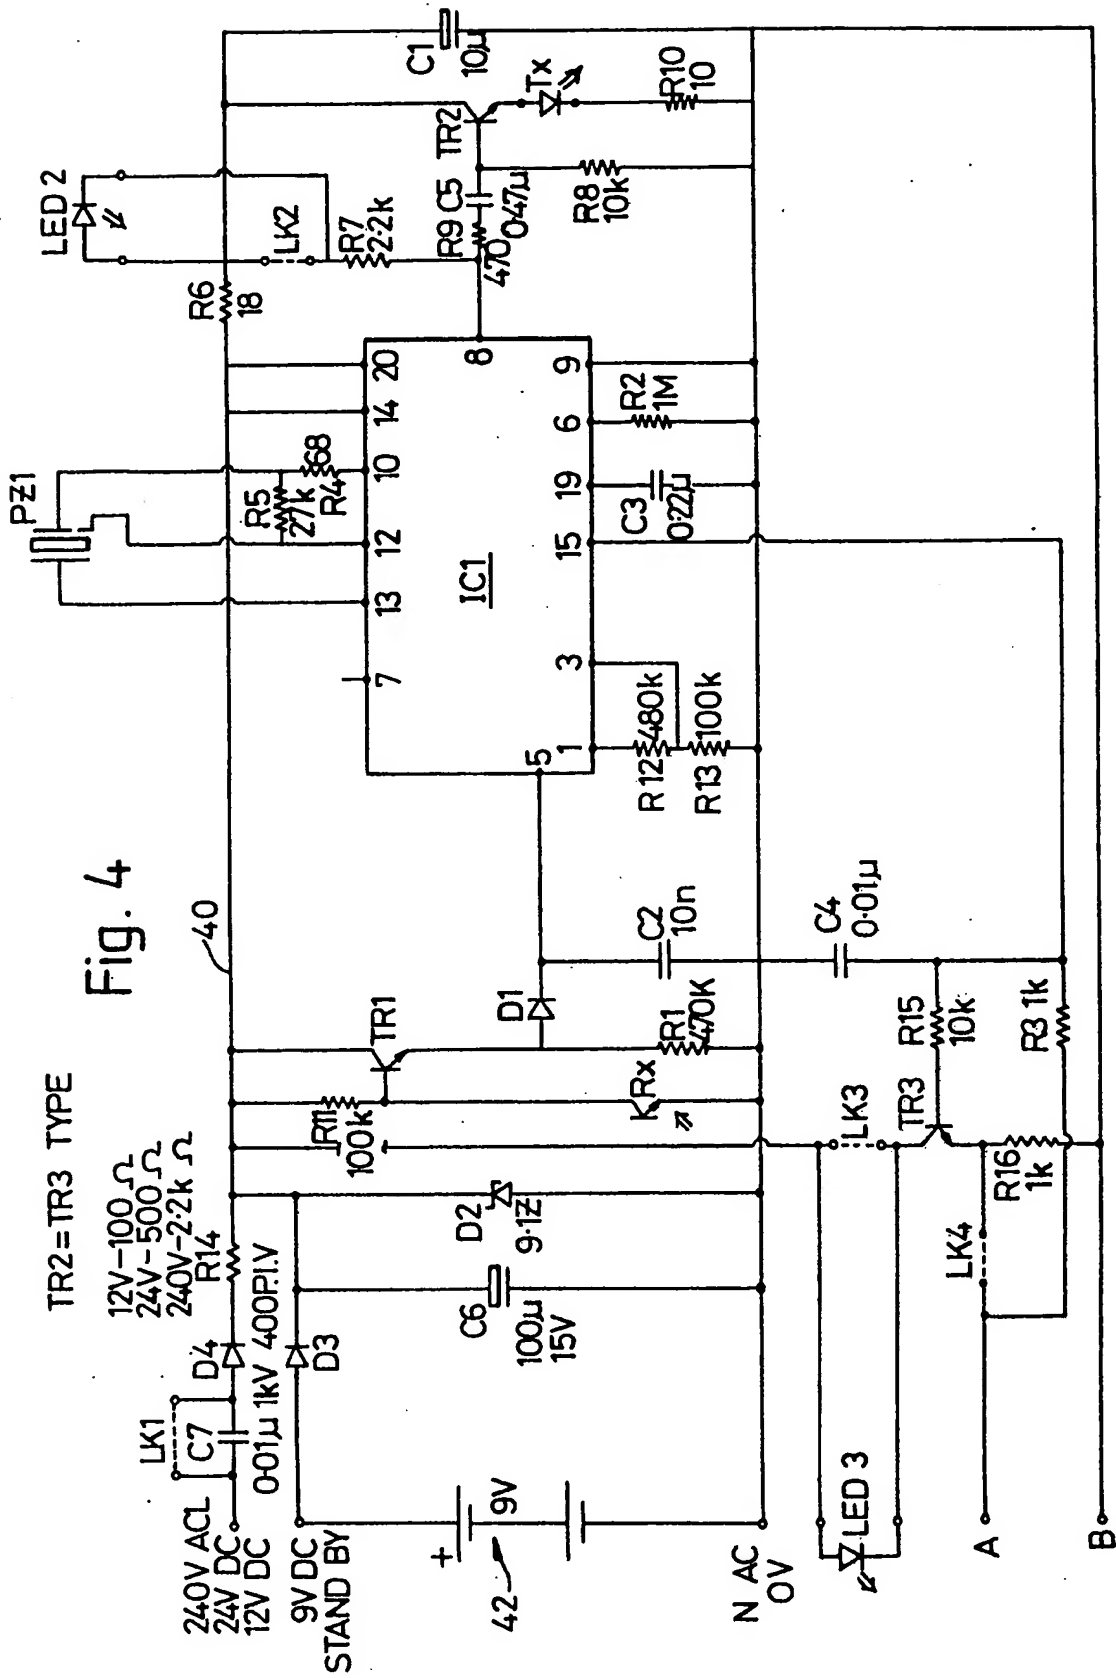 Fig. 4
TR2=TR3 TYPE
12V-100Ω
24V-500Ω
240V-2·2kΩ
R14
LK1
C7
0·01µ 1kV
D4
400P.I.V
240V ACL
24V DC
12V DC
9V DC
STAND BY
D3
+
9V
42
N AC
0V
C6
100µ
15V
D2
9·1Z
40
R11
100k
TR1
Rx
R1
470K
D1
C2
10n
C4
0·01µ
LK3
LED 3
TR3
R15
10k
R3 1k
R16
1k
LK4
A
B
PZ1
R5
27k
R4
68
IC1
7
13
12
10
14
20
5
8
1
3
15
19
6
9
R12
480k
R13
100k
C3
0·22µ
R2
1M
R6
18
LED 2
LK2
R7
2·2k
R9
470
C5
0·47µ
TR2
R8
10k
Tx
R10
10
C1
10µ